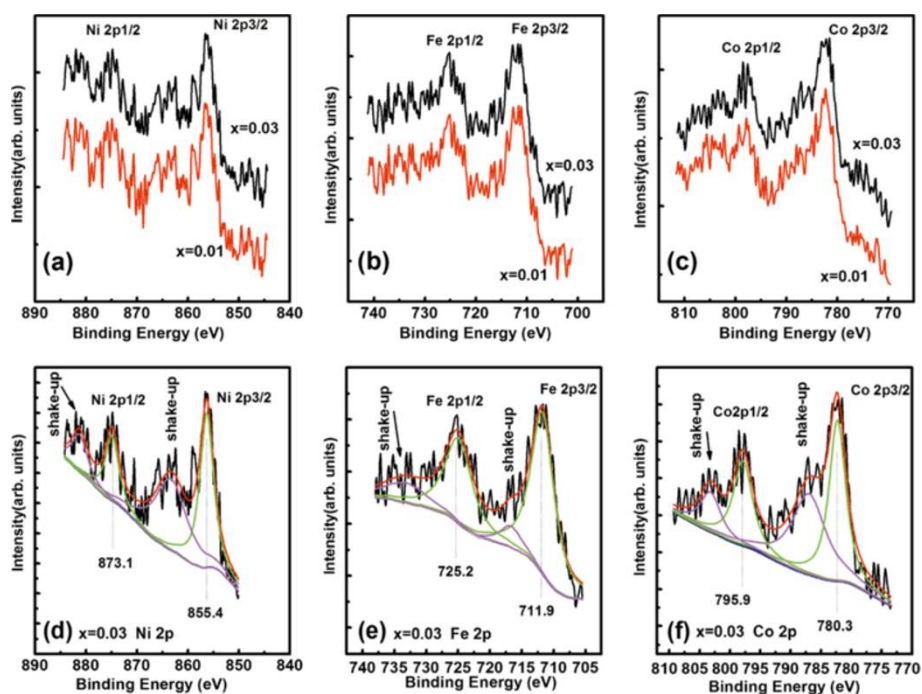 Ni 2p1/2
Ni 2p3/2
x=0.03
x=0.01
(a)
Intensity(arb. units)
890 880 870 860 850 840
Binding Energy (eV)
Fe 2p1/2
Fe 2p3/2
x=0.03
x=0.01
(b)
Intensity(arb. units)
740 730 720 710 700
Binding Energy (eV)
Co 2p1/2
Co 2p3/2
x=0.03
x=0.01
(c)
Intensity(arb. units)
810 800 790 780 770
Binding Energy (eV)
shake-up
Ni 2p1/2
shake-up
Ni 2p3/2
873.1
855.4
(d) x=0.03 Ni 2p
Intensity(arb. units)
890 880 870 860 850 840
Binding Energy (eV)
shake-up
Fe 2p1/2
shake-up
Fe 2p3/2
725.2
711.9
(e) x=0.03 Fe 2p
Intensity(arb. units)
740 735 730 725 720 715 710 705
Binding Energy (eV)
shake-up
Co2p1/2
shake-up
Co 2p3/2
795.9
780.3
(f) x=0.03 Co 2p
Intensity(arb. units)
810 805 800 795 790 785 780 775 770
Binding Energy (eV)